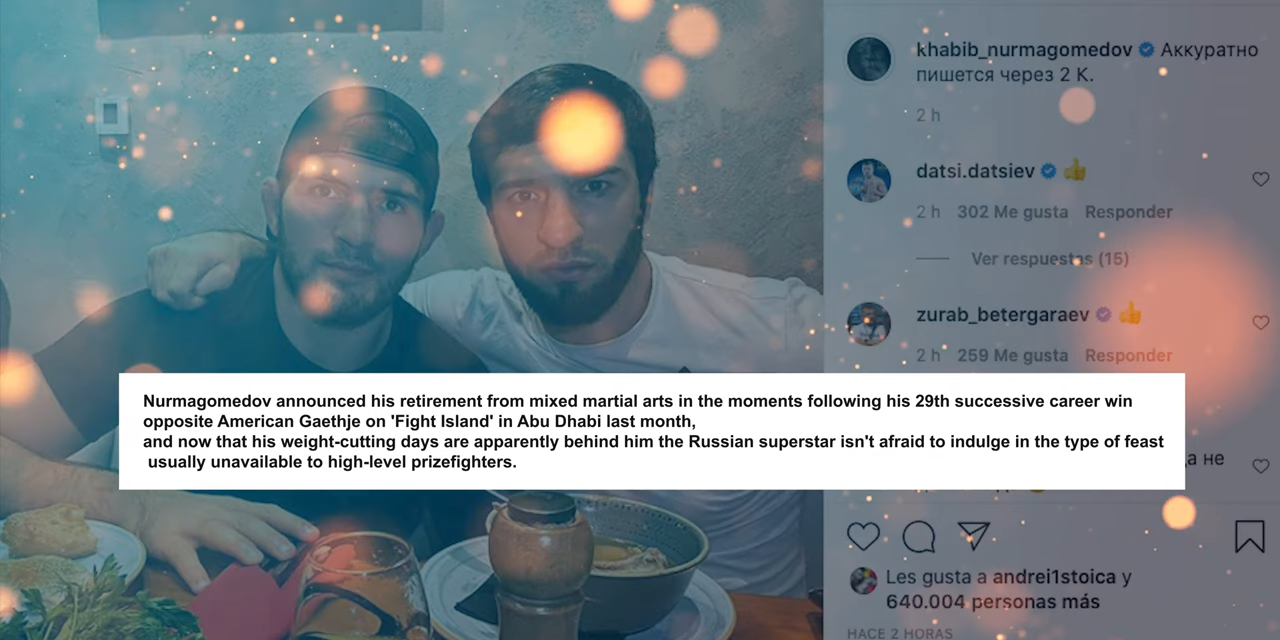 khabib_nurmagomedov Аккуратно
пишется через 2 К.
2 h
datsi.datsiev 👍
2 h 302 Me gusta Responder
Ver respuestas (15)
zurab_betergaraev 👍
2 h 259 Me gusta Responder
Nurmagomedov announced his retirement from mixed martial arts in the moments following his 29th successive career win
opposite American Gaethje on 'Fight Island' in Abu Dhabi last month,
and now that his weight-cutting days are apparently behind him the Russian superstar isn't afraid to indulge in the type of feast
usually unavailable to high-level prizefighters.
не
Les gusta a andrei1stoica y
640.004 personas más
HACE 2 HORAS